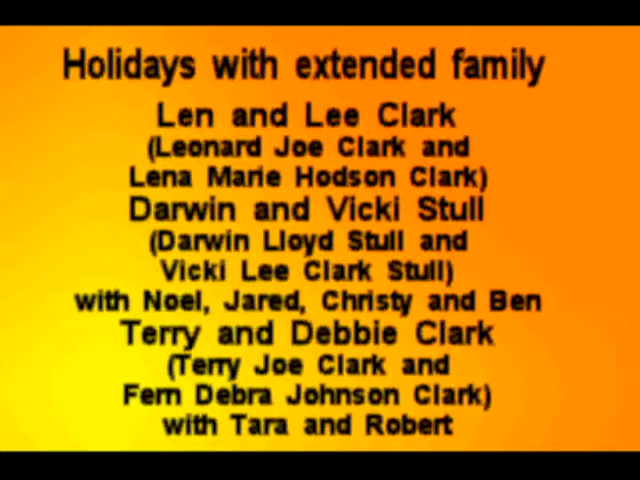 Holidays with extended family
Len and Lee Clark
(Leonard Joe Clark and
Lena Marie Hodson Clark)
Darwin and Vicki Stull
(Darwin Lloyd Stull and
Vicki Lee Clark Stull)
with Noel, Jared, Christy and Ben
Terry and Debbie Clark
(Terry Joe Clark and
Fern Debra Johnson Clark)
with Tara and Robert